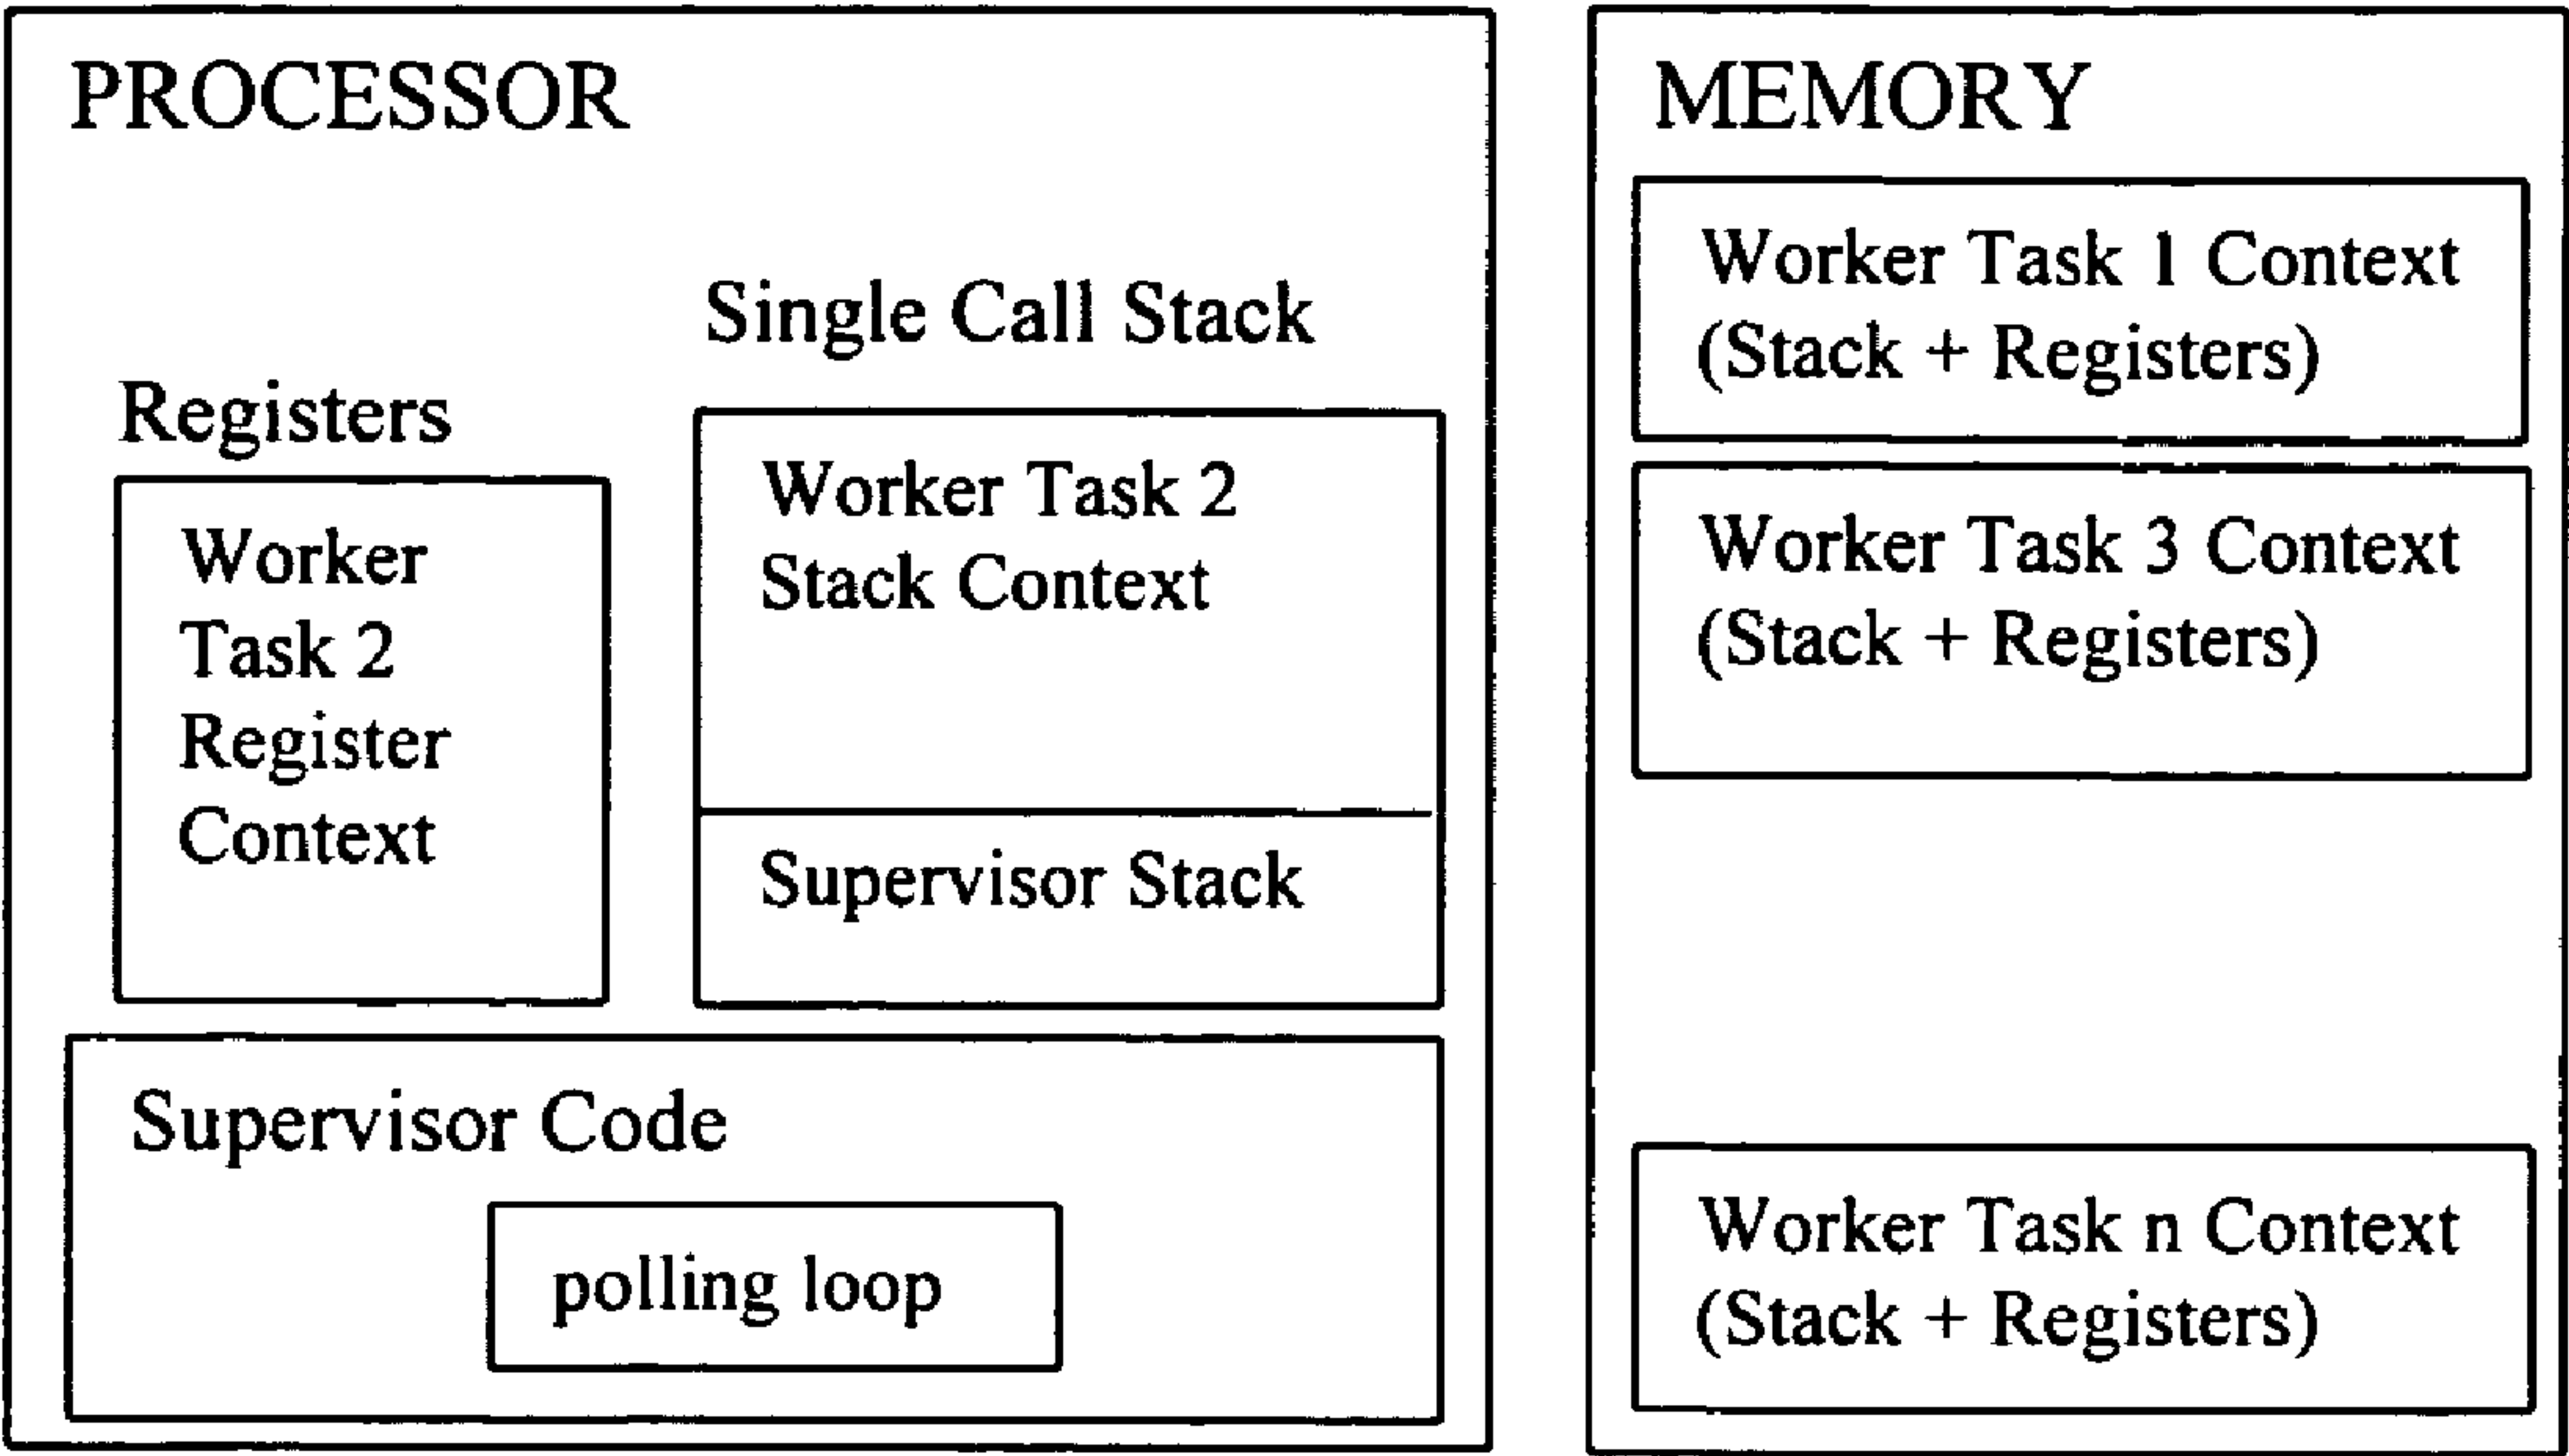 PROCESSOR
Single Call Stack
Registers
Worker
Task 2
Register
Context
Worker Task 2
Stack Context
Supervisor Stack
Supervisor Code
polling loop
MEMORY
Worker Task 1 Context
(Stack + Registers)
Worker Task 3 Context
(Stack + Registers)
Worker Task n Context
(Stack + Registers)